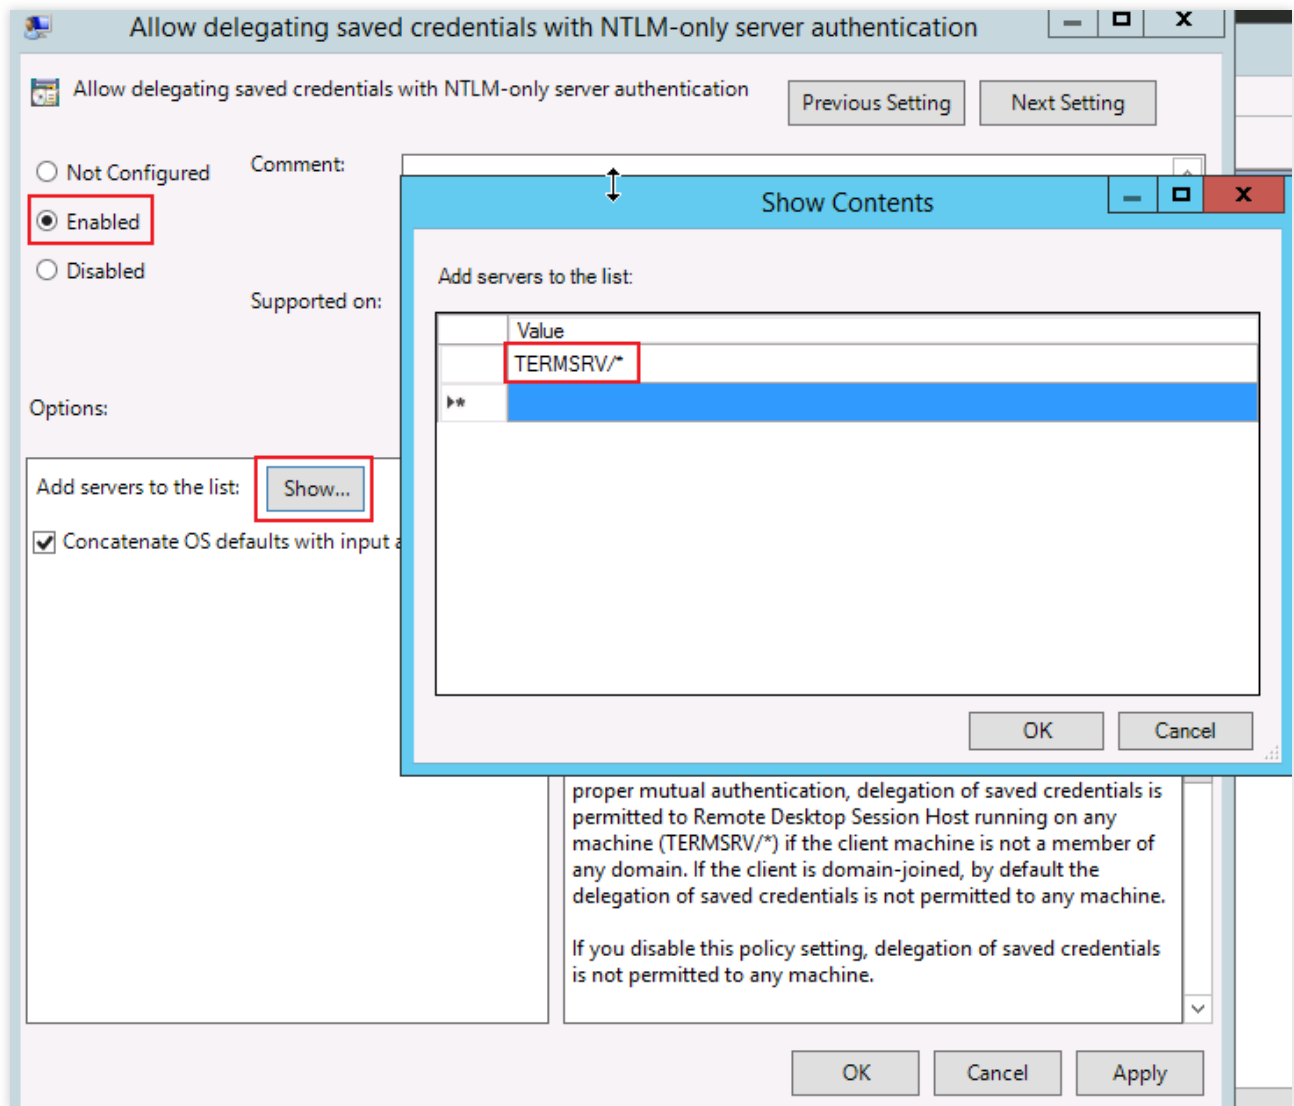 Allow delegating saved credentials with NTLM-only server authentication
Allow delegating saved credentials with NTLM-only server authentication
Previous Setting
Next Setting
Not Configured
Comment:
Enabled
Disabled
Supported on:
Show Contents
Add servers to the list:
Value
TERMSRV/*
Options:
Add servers to the list:
Show...
Concatenate OS defaults with input
OK
Cancel
proper mutual authentication, delegation of saved credentials is
permitted to Remote Desktop Session Host running on any
machine (TERMSRV/*) if the client machine is not a member of
any domain. If the client is domain-joined, by default the
delegation of saved credentials is not permitted to any machine.
If you disable this policy setting, delegation of saved credentials
is not permitted to any machine.
OK
Cancel
Apply